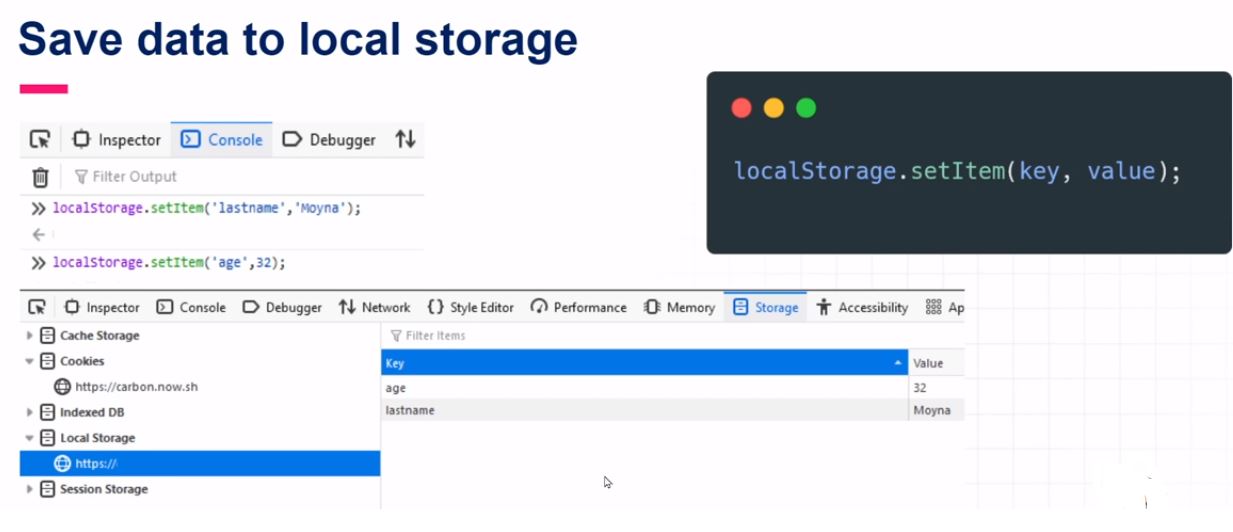 Save data to local storage
Inspector Console Debugger
Filter Output
localStorage.setItem('lastname','Moyna');
localStorage.setItem('age',32);
localStorage.setItem(key, value);
Inspector Console Debugger Network {} Style Editor Performance Memory Storage Accessibility Ap
Cache Storage
Cookies
https://carbon.now.sh
Indexed DB
Local Storage
https://
Session Storage
Filter Items
Key Value
age 32
lastname Moyna